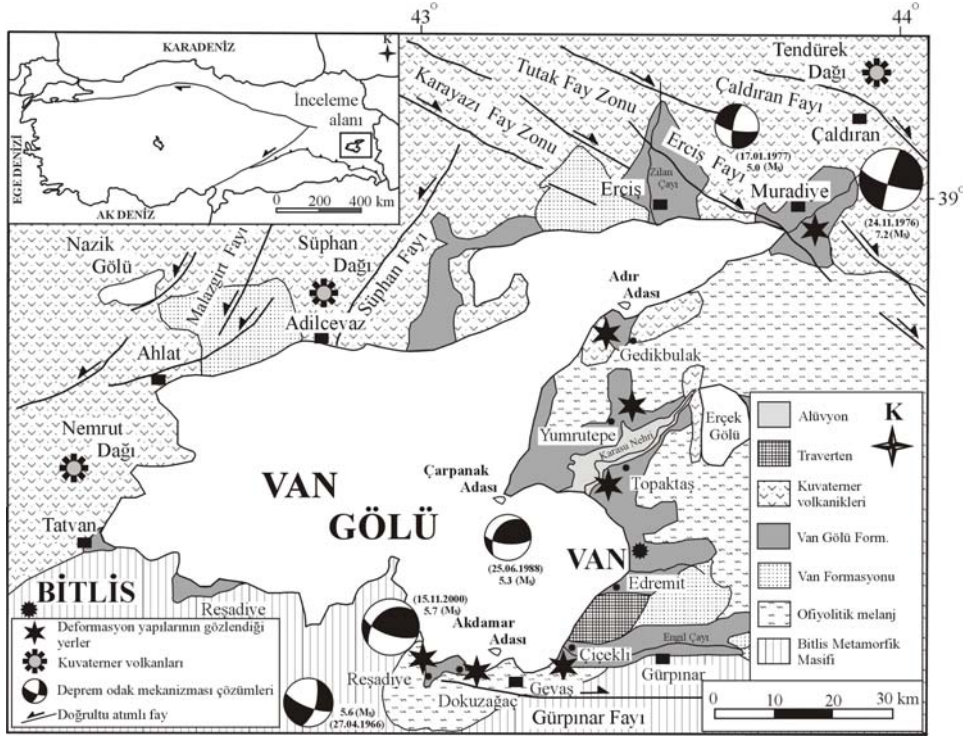 43
44
KARADENİZ
K
İnceleme
alanı
EGE DENİZİ
AKDENİZ
0 200 400 km
Tendürek
Dağı
Karayazı Fay Zonu
Tutak Fay Zonu
Çaldıran Fayı
Çaldıran
(17.01.1977)
5.0 (Ms)
Erciş Fayı
Zilan
Çayı
Erciş
Muradiye
39°
(24.11.1976)
7.2 (Ms)
Nazik
Gölü
Malazgirt Fayı
Süphan
Dağı
Süphan Fayı
Adilcevaz
Ahlat
Adır
Adası
Gedikbulak
Nemrut
Dağı
Yumrutepe
Karasu Nehri
Erçek
Gölü
Çarpanak
Adası
Topaktaş
VAN
GÖLÜ
Tatvan
VAN
(25.06.1988)
5.3 (Ms)
Edremit
BİTLİS
Reşadiye
(15.11.2000)
5.7 (Ms)
Akdamar
Adası
Engil Çayı
Çiçekli
Gürpınar
Reşadiye
Dokuzağaç
Gevaş
Gürpınar Fayı
5.6 (Ms)
(27.04.1966)
Alüvyon
K
Traverten
Kuvaterner
volkanikleri
Van Gölü Form.
Van Formasyonu
Ofiyolitik melanj
Bitlis Metamorfik
Masifi
0 10 20 30 km
Deformasyon yapılarının gözlendiği
yerler
Kuvaterner volkanları
Deprem odak mekanizması çözümleri
Doğrultu atımlı fay